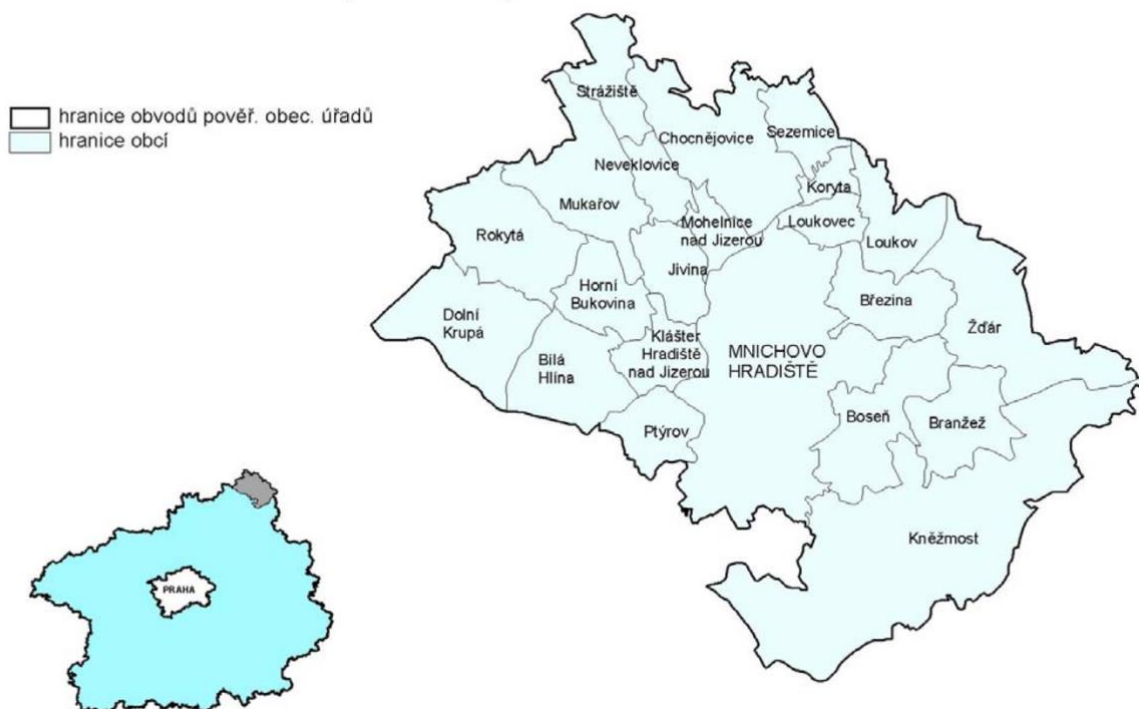 hranice obvodů pověř. obec. úřadů
hranice obcí
Strážiště
Chocnějovice
Sezemice
Neveklovice
Koryta
Mukařov
Mohelnice
nad Jizerou
Loukovec
Rokytá
Loukov
Jivina
Horní
Bukovina
Březina
Dolní
Krupá
Žďár
Klášter
Hradiště
nad Jizerou
MNICHOVO
HRADIŠTĚ
Bílá
Hlína
Boseň
Branžež
Ptýrov
Kněžmost
PRAHA